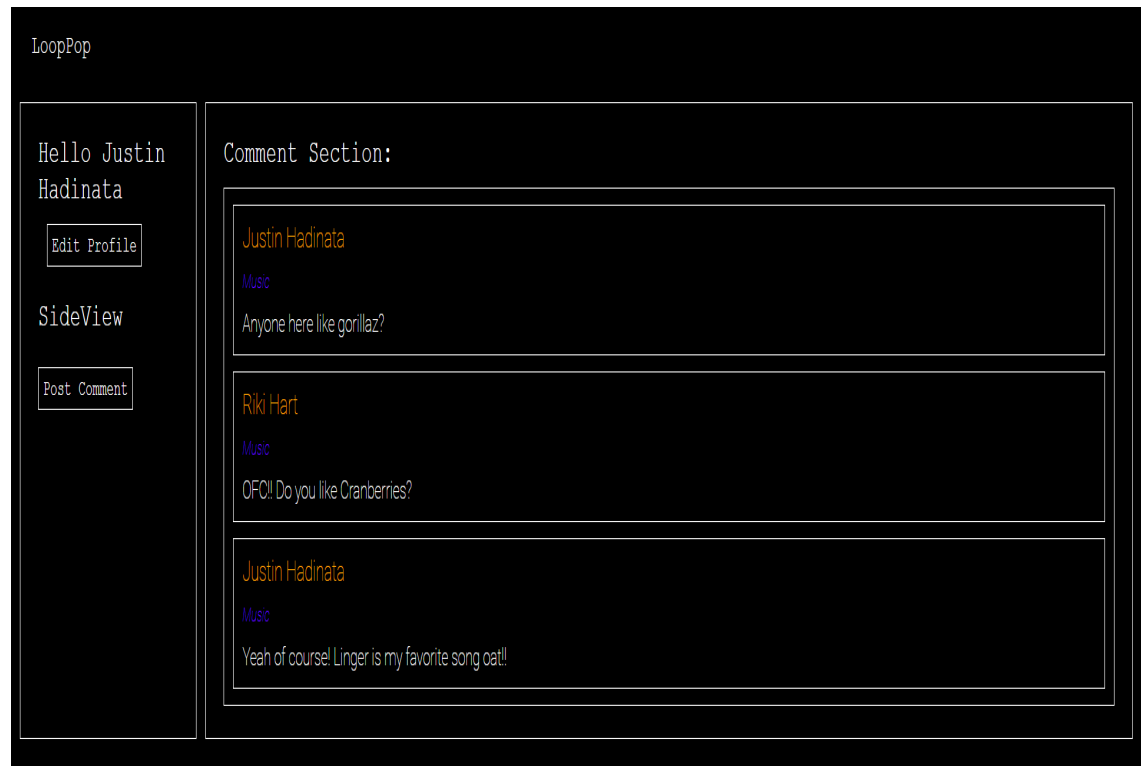 LoopPop
Hello Justin
Hadinata
Edit Profile
SideView
Post Comment
Comment Section:
Justin Hadinata
Music
Anyone here like gorillaz?
Riki Hart
Music
OFC!! Do you like Cranberries?
Justin Hadinata
Music
Yeah of course! Linger is my favorite song oat!!